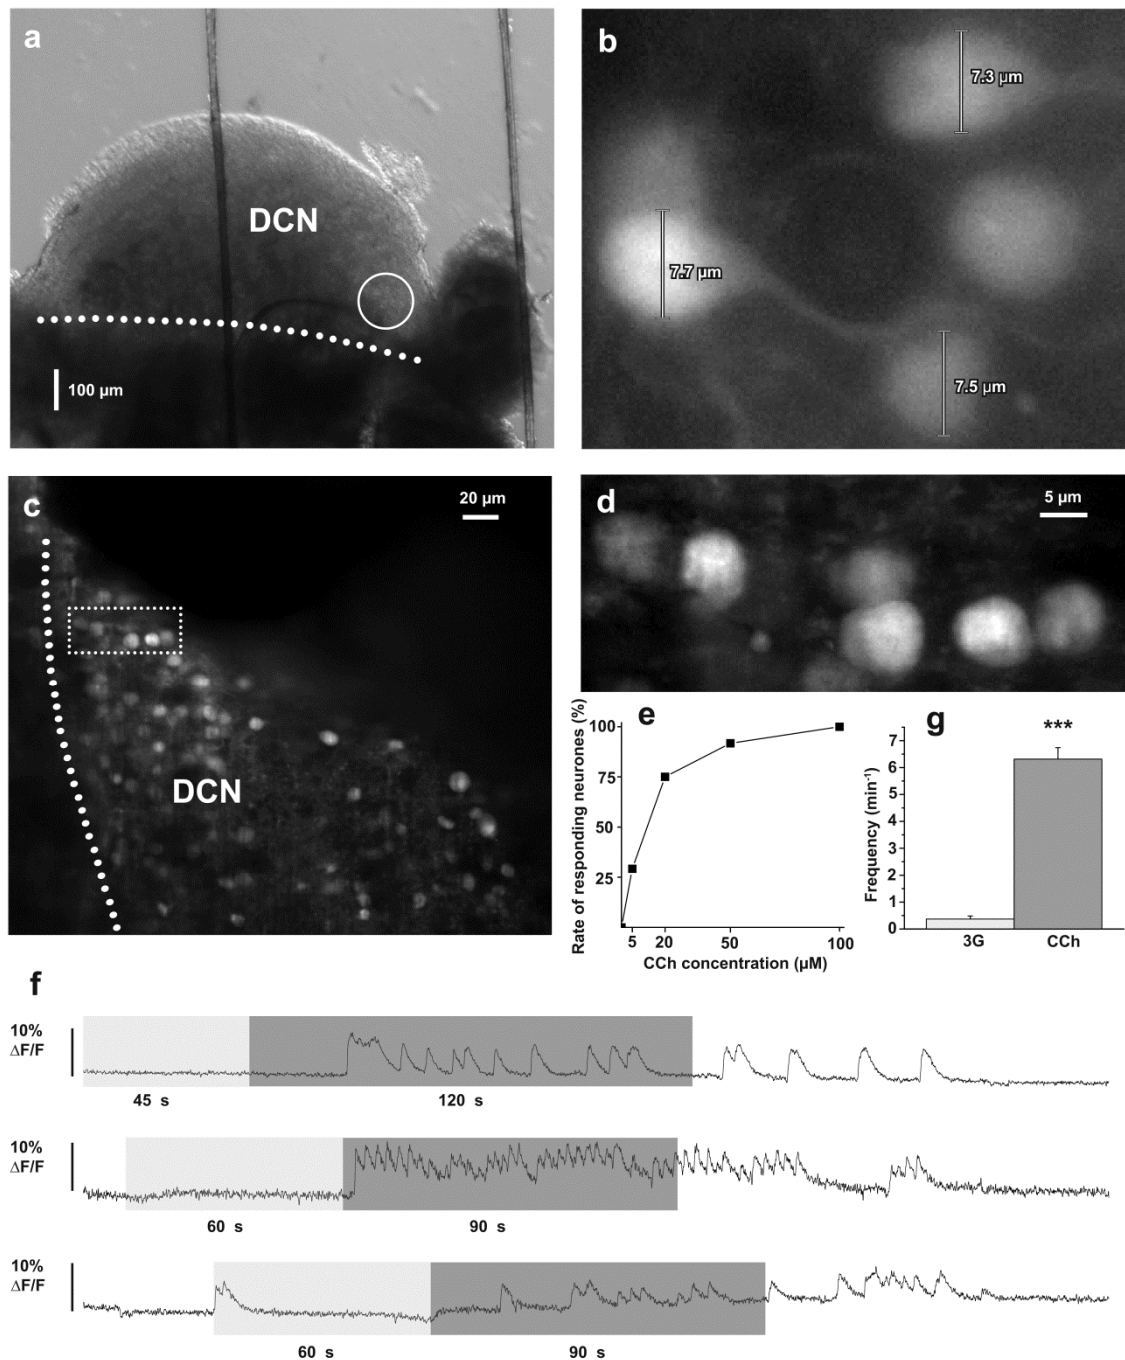 a
DCN
100 µm
b
7.3 µm
7.7 µm
7.5 µm
c
20 µm
DCN
d
5 µm
e
Rate of responding neurones (%)
100
75
50
25
5 20 50 100
CCh concentration (µM)
g
***
Frequency (min⁻¹)
7
6
5
4
3
2
1
0
3G CCh
f
10%
ΔF/F
45 s 120 s
10%
ΔF/F
60 s 90 s
10%
ΔF/F
60 s 90 s